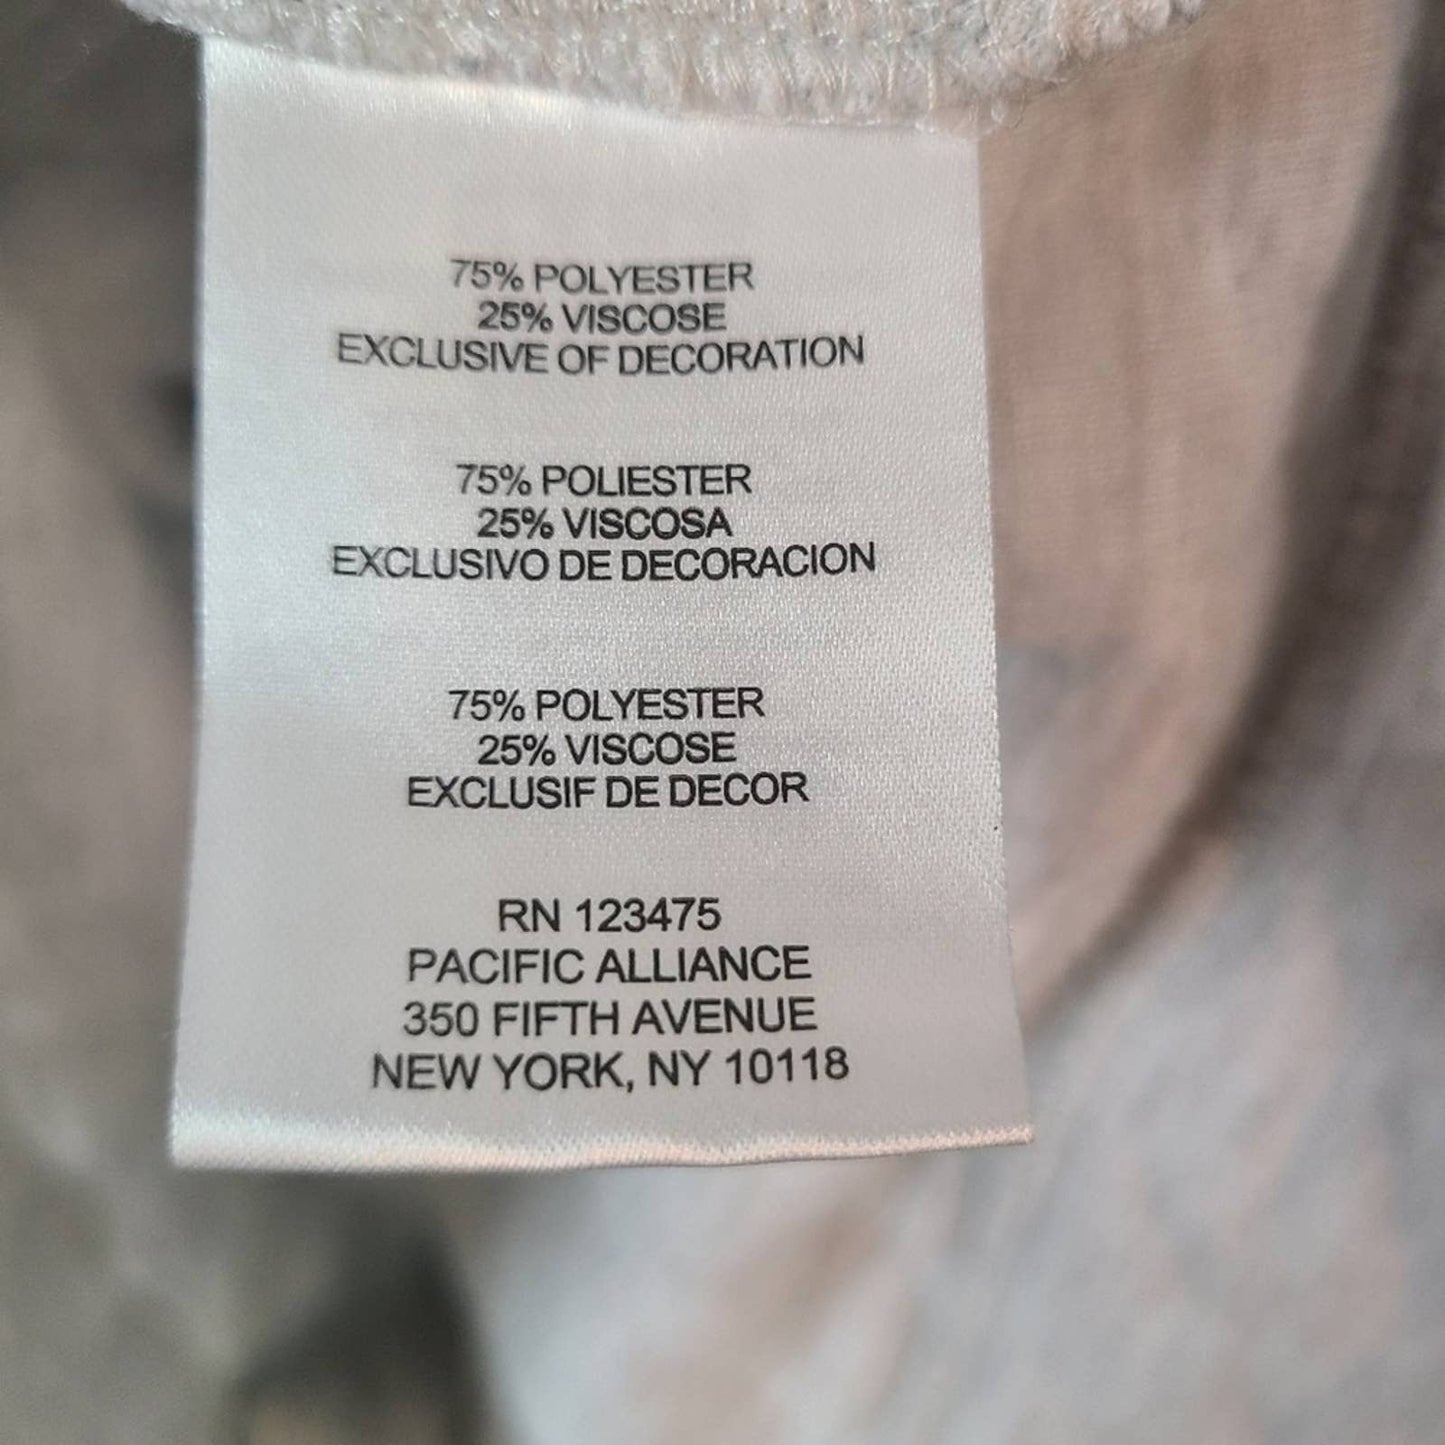 75% POLYESTER
25% VISCOSE
EXCLUSIVE OF DECORATION
75% POLIESTER
25% VISCOSA
EXCLUSIVO DE DECORACION
75% POLYESTER
25% VISCOSE
EXCLUSIF DE DECOR
RN 123475
PACIFIC ALLIANCE
350 FIFTH AVENUE
NEW YORK, NY 10118